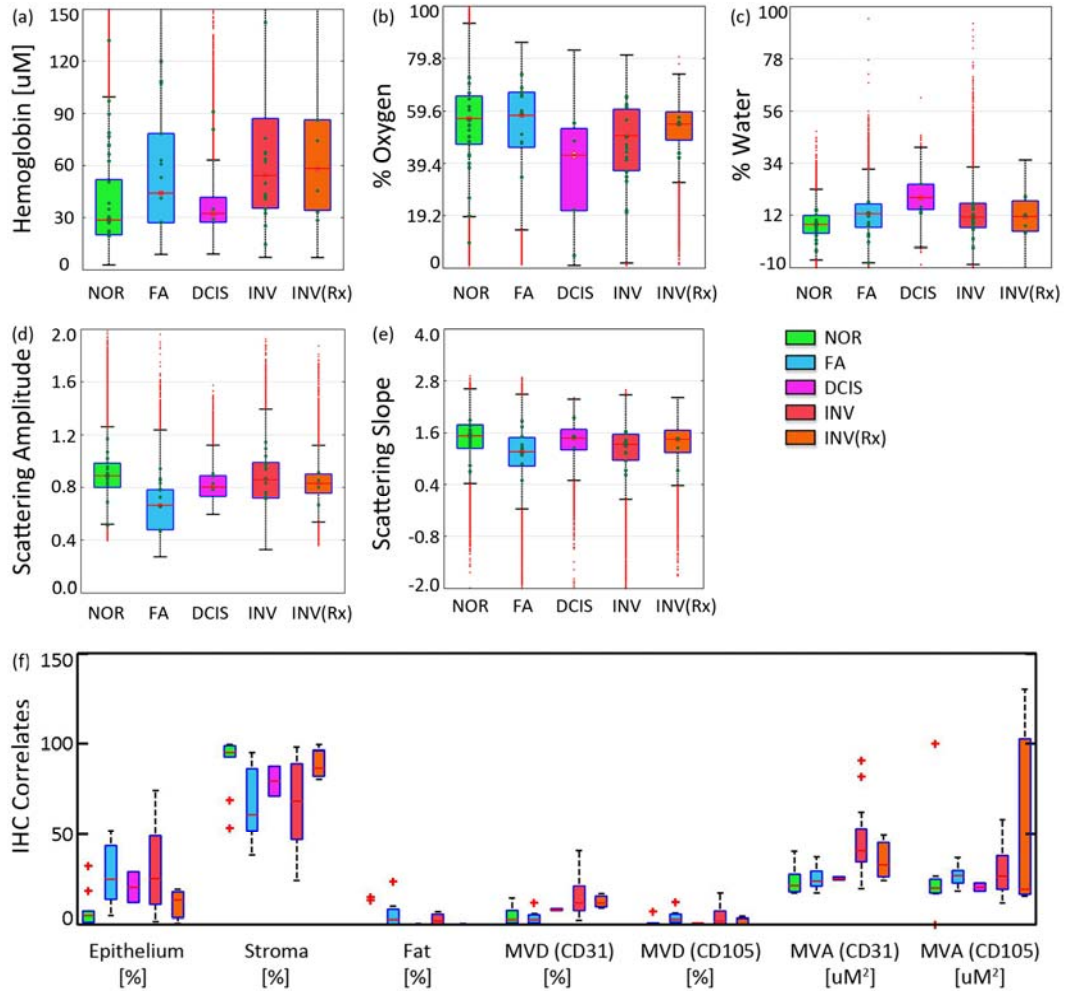 (a)
Hemoglobin [uM]
150
120
90
60
30
0
NOR FA DCIS INV INV(Rx)
(b)
% Oxygen
100
79.8
59.6
39.4
19.2
0
NOR FA DCIS INV INV(Rx)
(c)
% Water
100
78
56
34
12
-10
NOR FA DCIS INV INV(Rx)
(d)
Scattering Amplitude
2.0
1.6
1.2
0.8
0.4
0.0
NOR FA DCIS INV INV(Rx)
(e)
Scattering Slope
4.0
2.8
1.6
0.4
-0.8
-2.0
NOR FA DCIS INV INV(Rx)
NOR
FA
DCIS
INV
INV(Rx)
(f)
IHC Correlates
150
100
50
0
Epithelium Stroma Fat MVD (CD31) MVD (CD105) MVA (CD31) MVA (CD105)
[%] [%] [%] [%] [%] [uM²] [uM²]